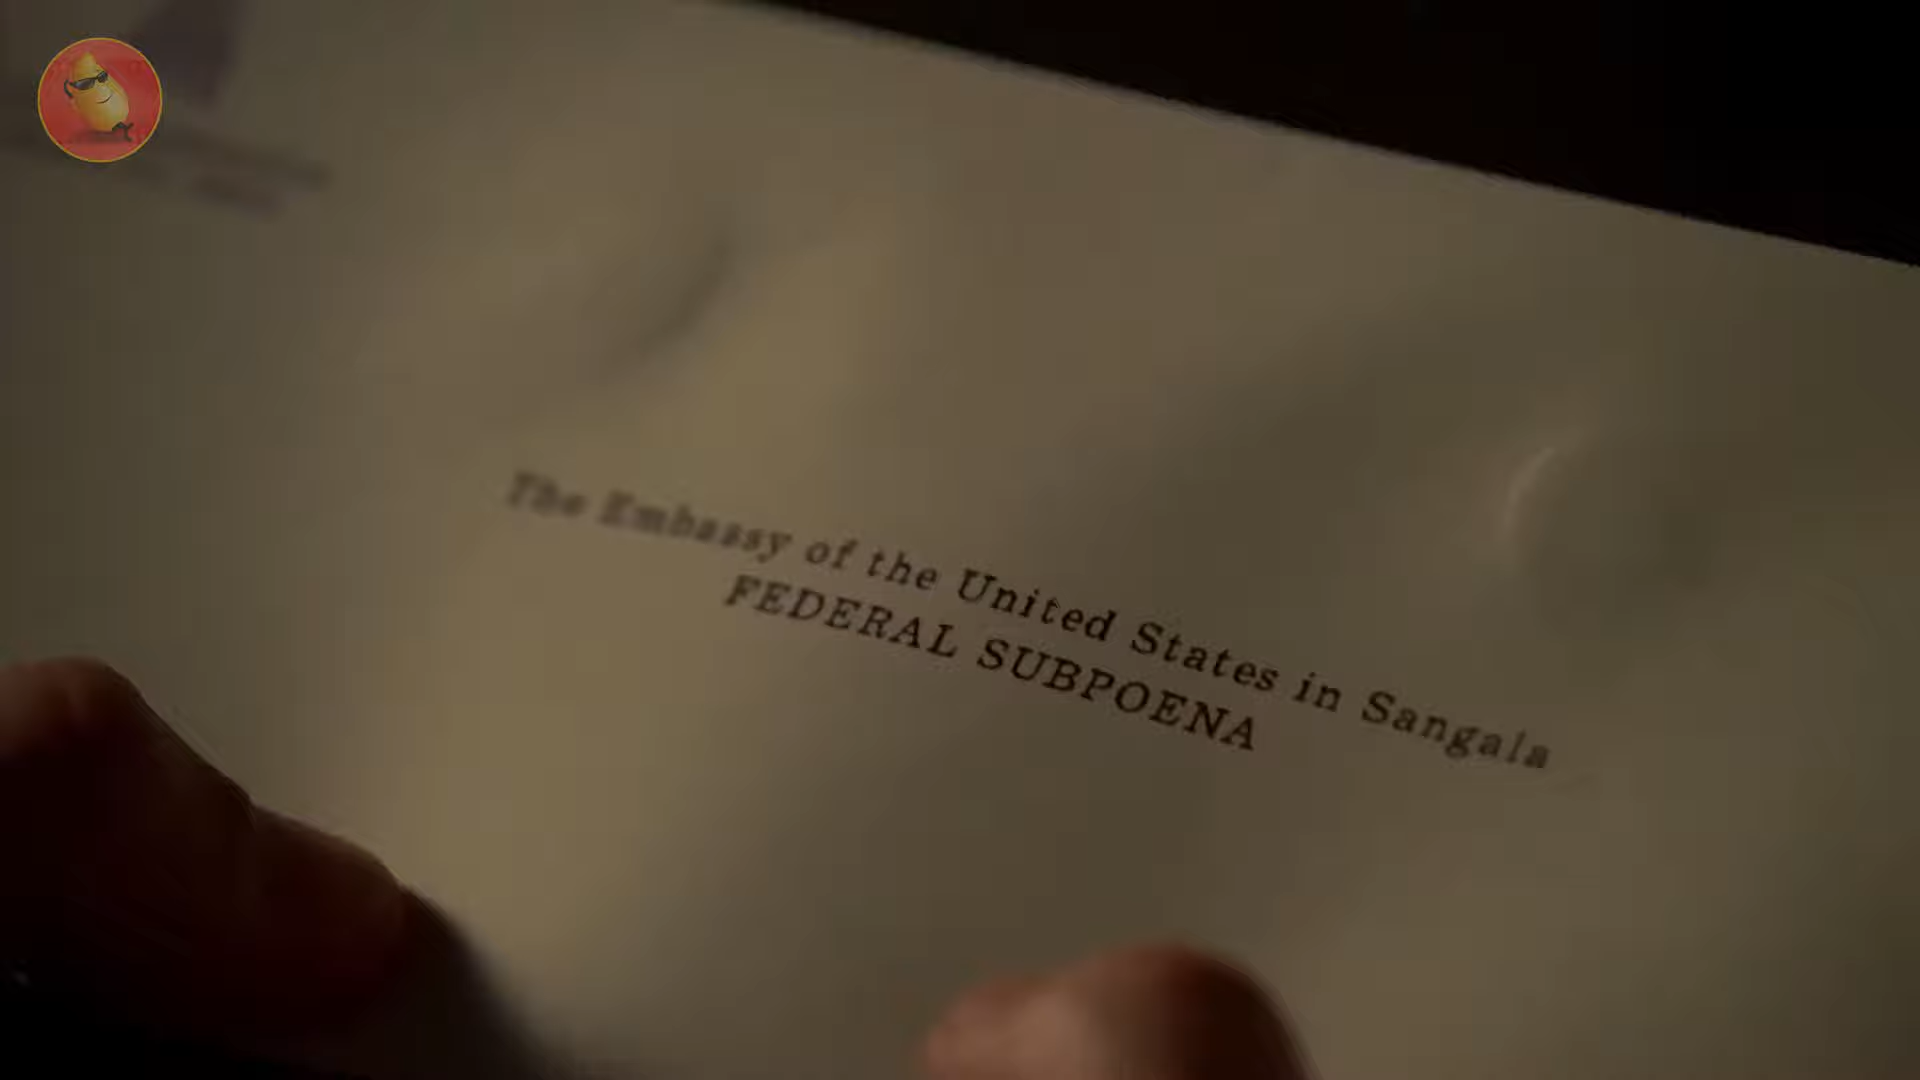 The Embassy of the United States in Sangala
FEDERAL SUBPOENA